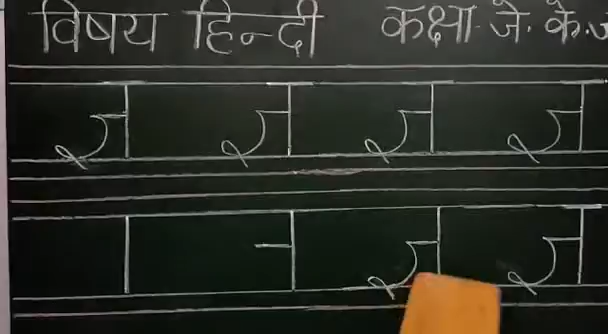 विषय हिन्दी कक्षा- जे. के.
ज ज ज ज
ज ज